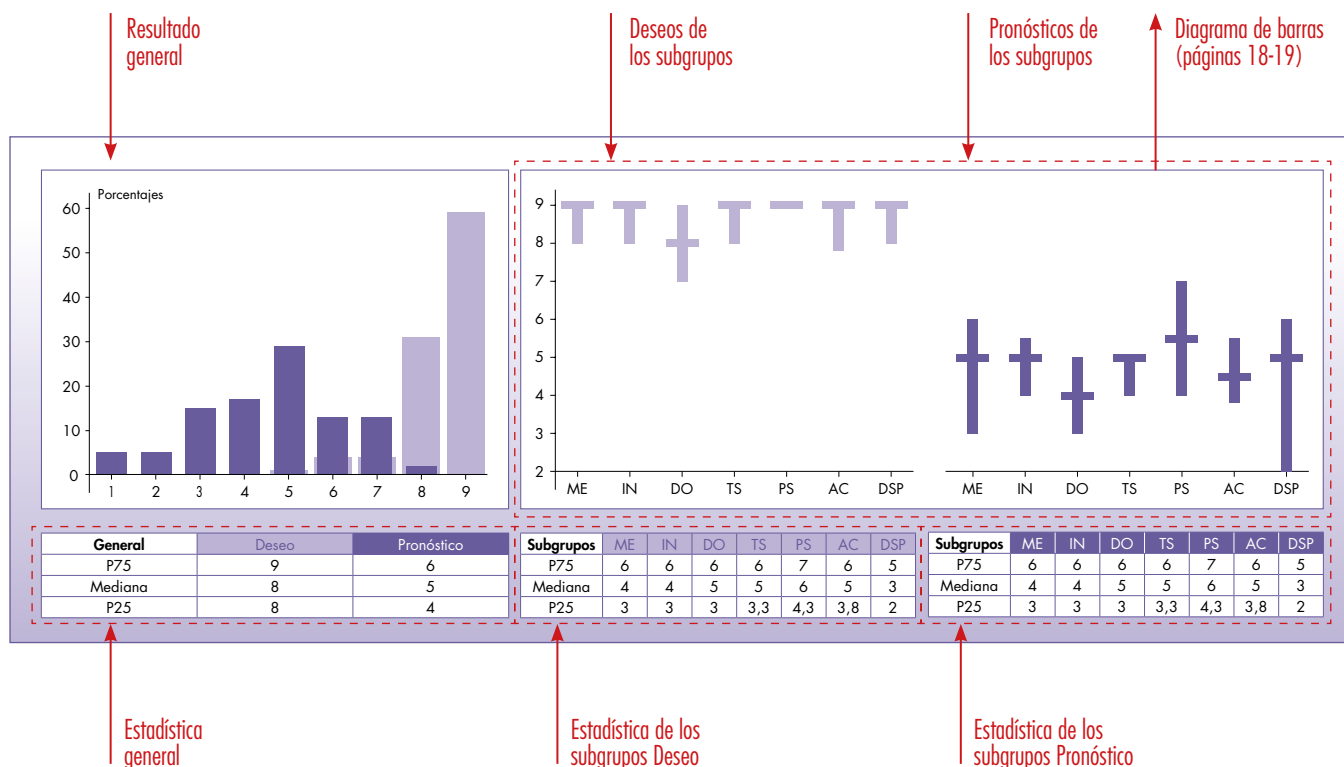 Resultado
general
Deseos de
los subgrupos
Pronósticos de
los subgrupos
Diagrama de barras
(páginas 18-19)
Porcentajes
60
50
40
30
20
10
0
1 2 3 4 5 6 7 8 9
9
8
7
6
5
4
3
2
ME IN DO TS PS AC DSP
ME IN DO TS PS AC DSP
General Deseo Pronóstico
P75 9 6
Mediana 8 5
P25 8 4
Subgrupos ME IN DO TS PS AC DSP
P75 6 6 6 6 7 6 5
Mediana 4 4 5 5 6 5 3
P25 3 3 3 3,3 4,3 3,8 2
Subgrupos ME IN DO TS PS AC DSP
P75 6 6 6 6 7 6 5
Mediana 4 4 5 5 6 5 3
P25 3 3 3 3,3 4,3 3,8 2
Estadística
general
Estadística de los
subgrupos Deseo
Estadística de los
subgrupos Pronóstico